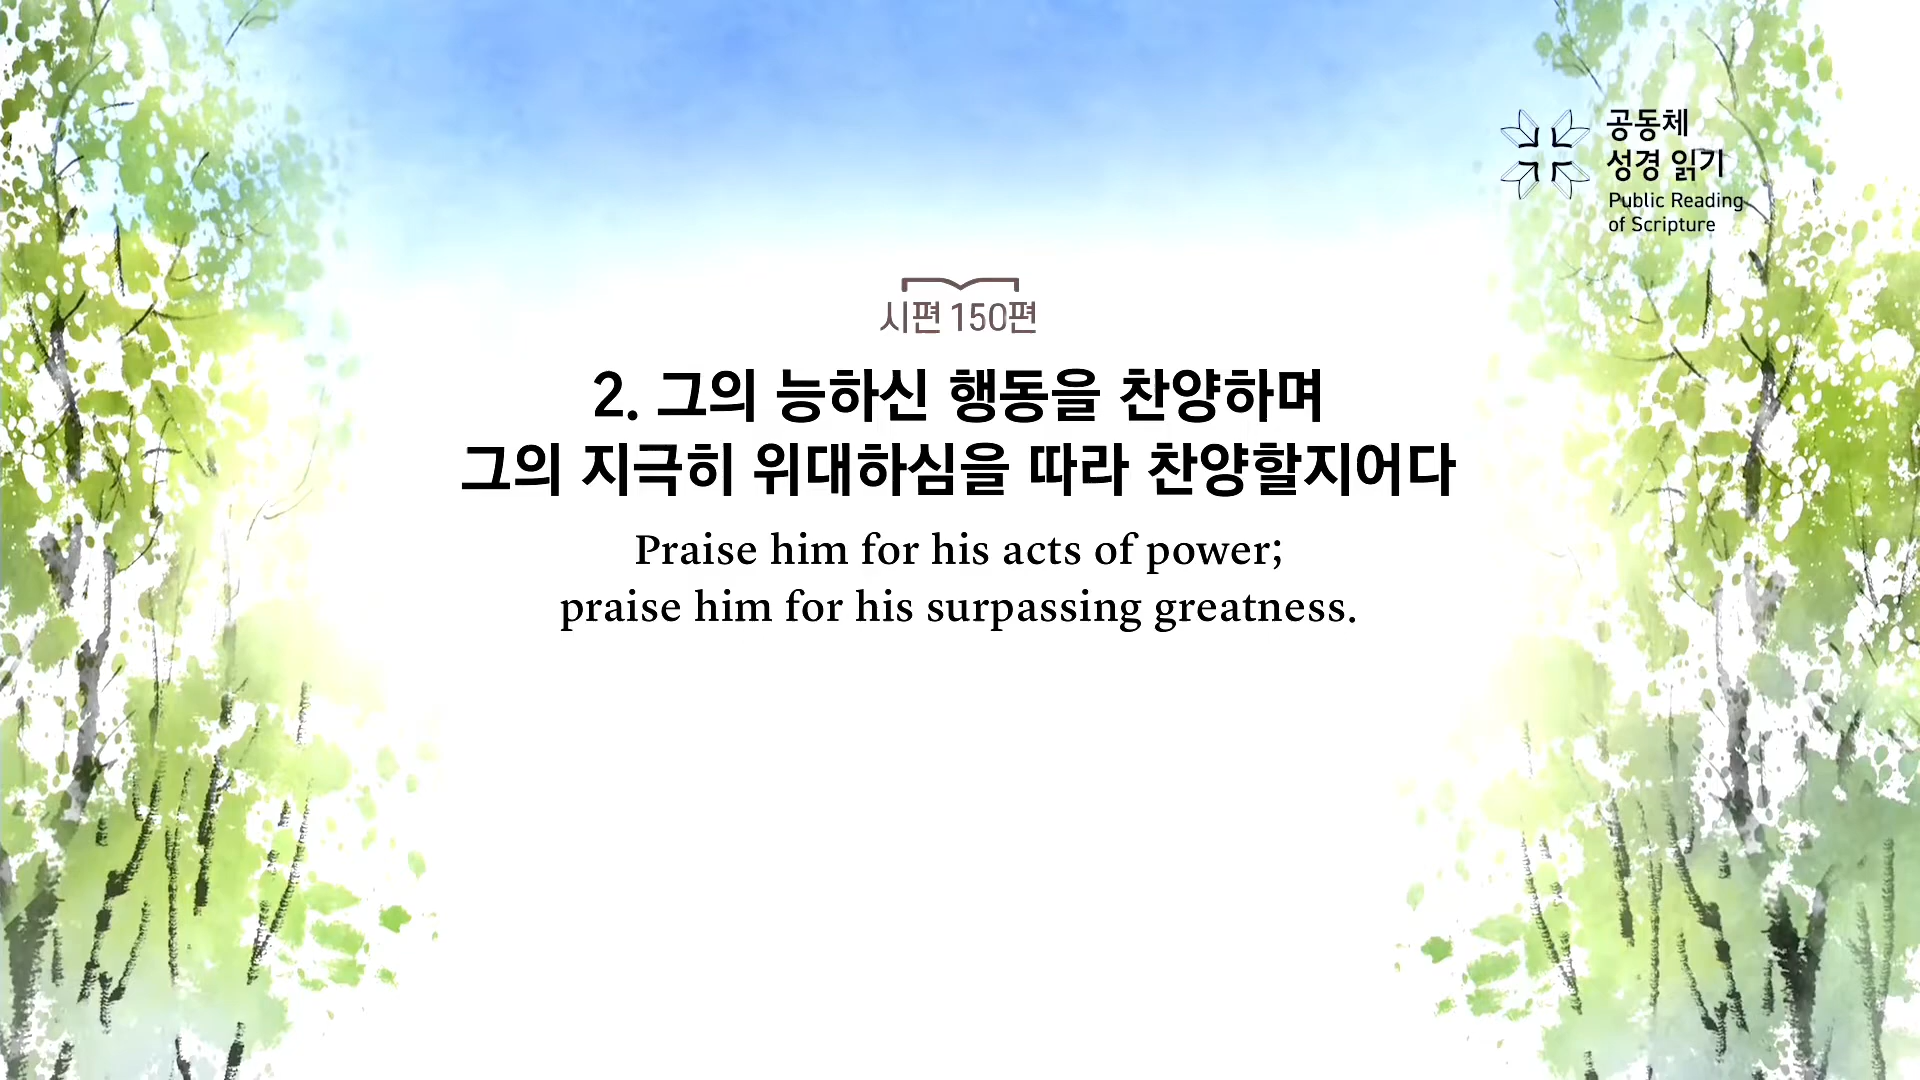 공동체
성경 읽기
Public Reading
of Scripture
시편 150편
2. 그의 능하신 행동을 찬양하며
그의 지극히 위대하심을 따라 찬양할지어다
Praise him for his acts of power;
praise him for his surpassing greatness.